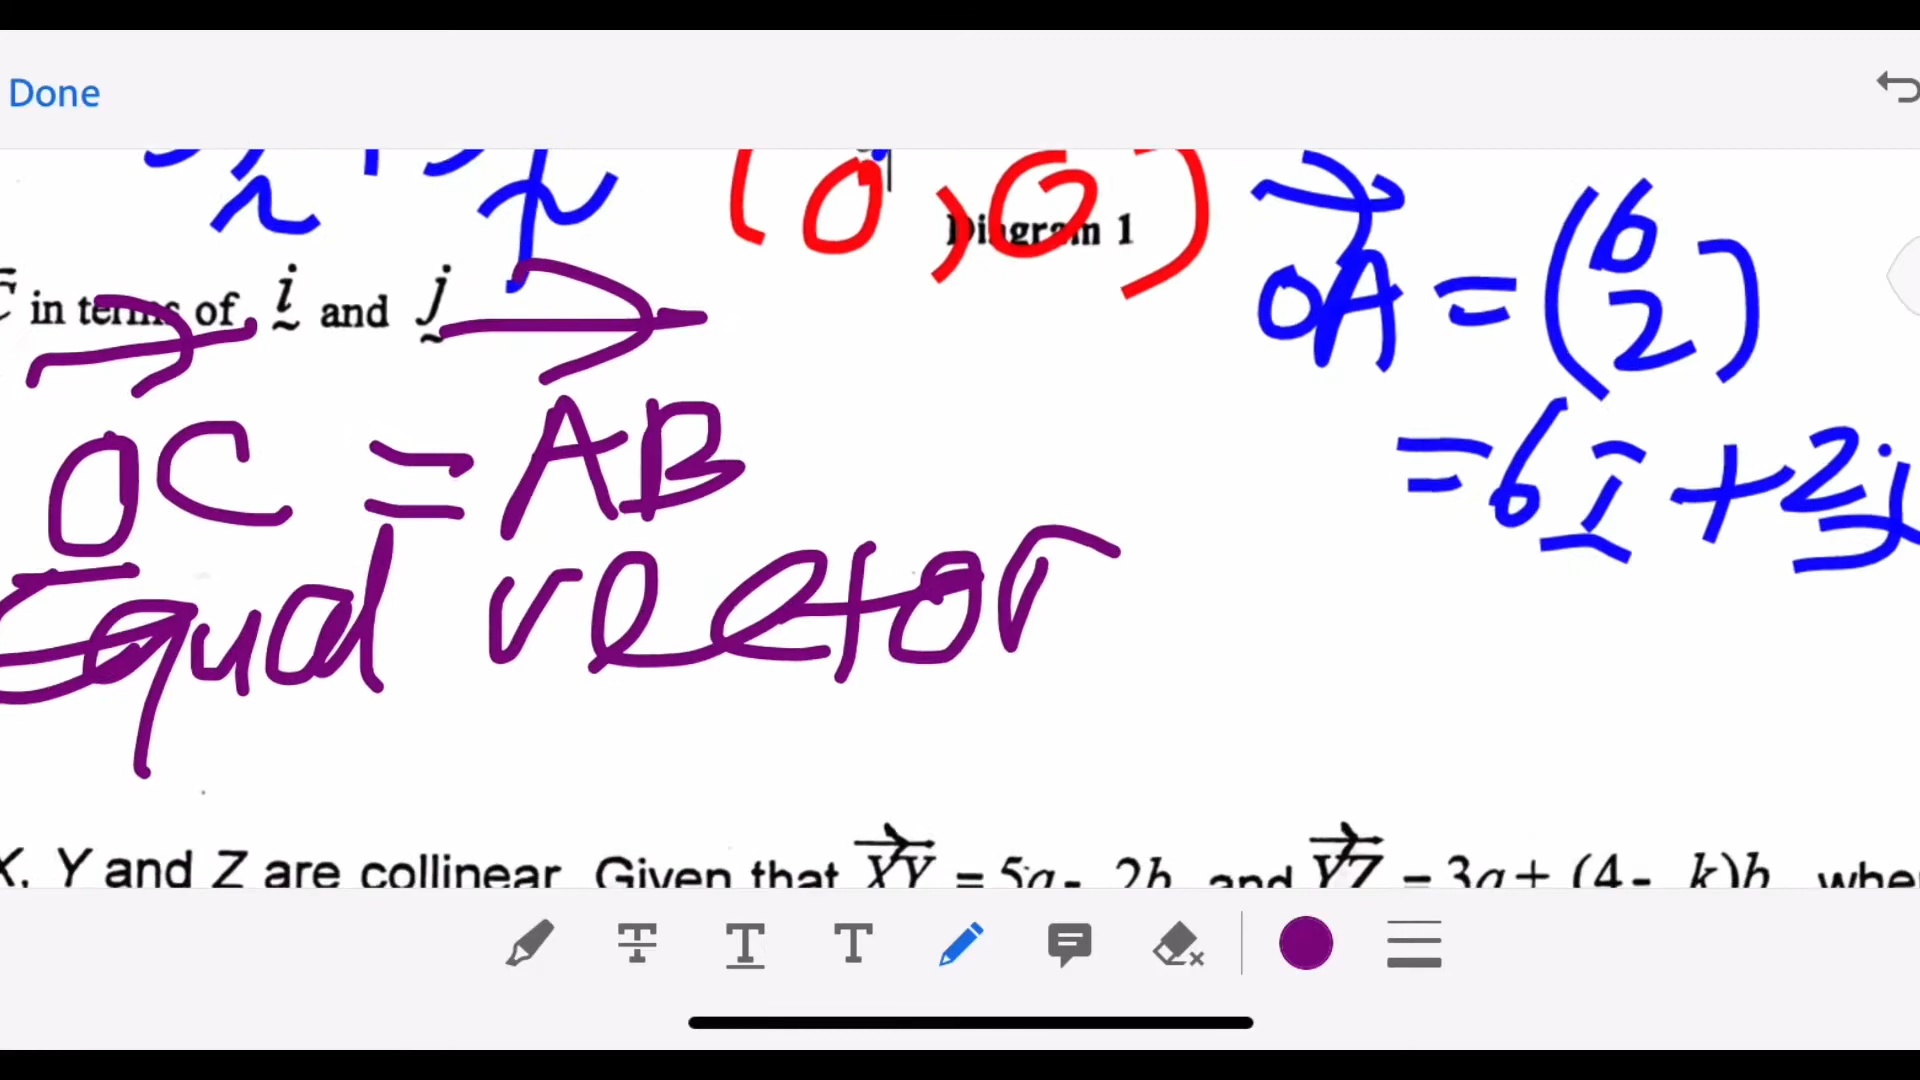 Done
(0,0)
Diagram 1
OA = (6
2)
in terms of i and j
= 6i + 2j
OC = AB
Equal vector
X, Y and Z are collinear. Given that XY = 5a - 2b and YZ = 3a + (4 - k)b